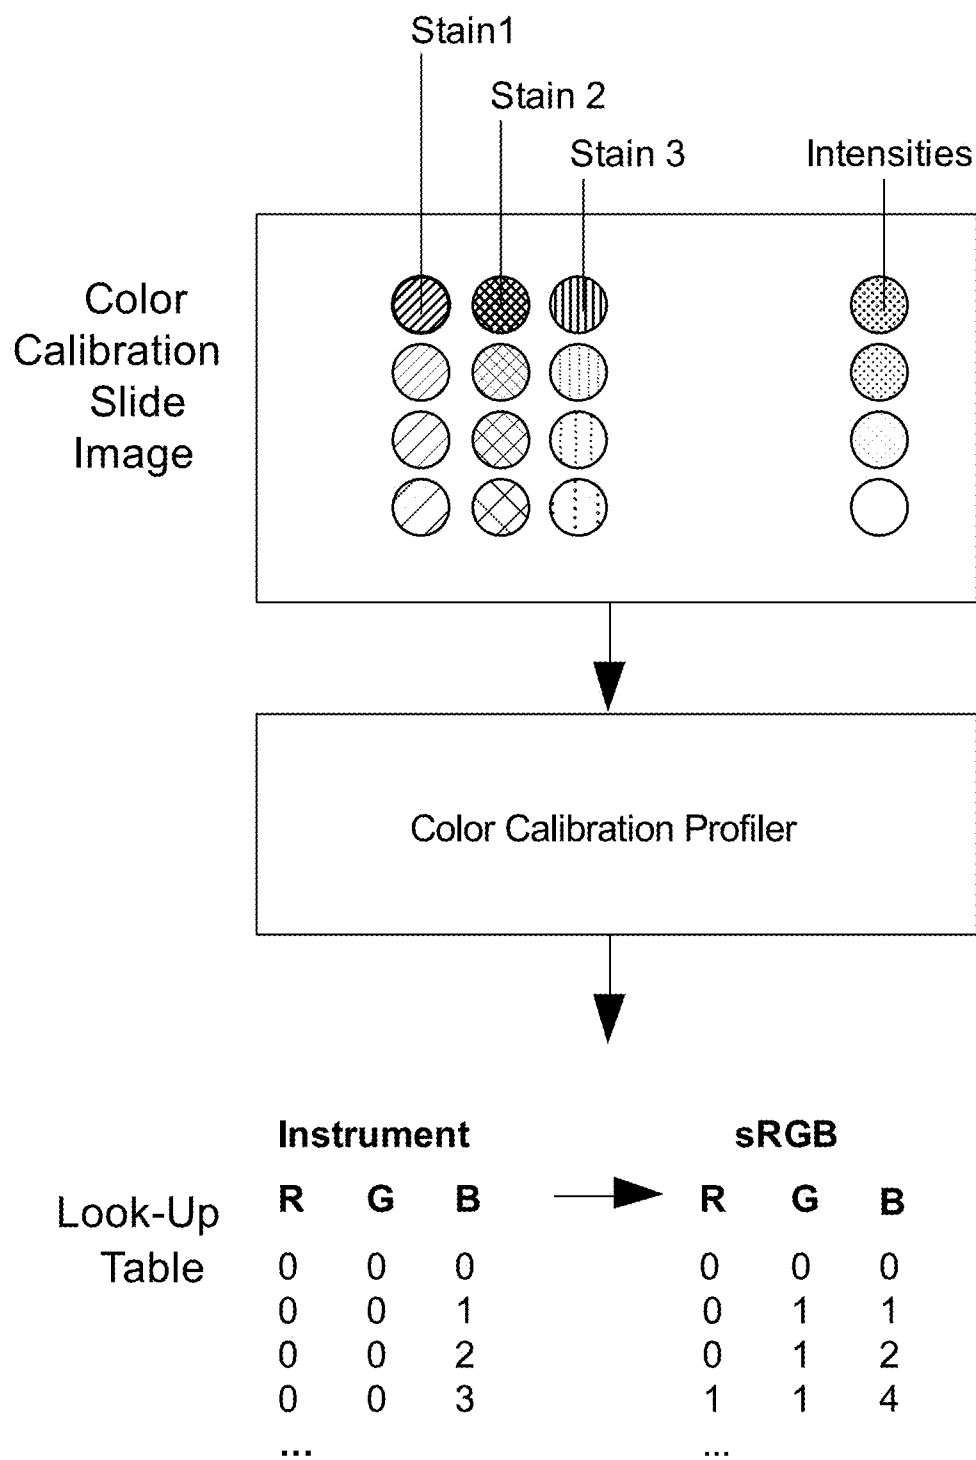 Stain1
Stain 2
Stain 3
Intensities
Color
Calibration
Slide
Image
Color Calibration Profiler
Instrument sRGB
R G B R G B
Look-Up
Table
0 0 0 0 0 0
0 0 1 0 1 1
0 0 2 0 1 2
0 0 3 1 1 4
... ...